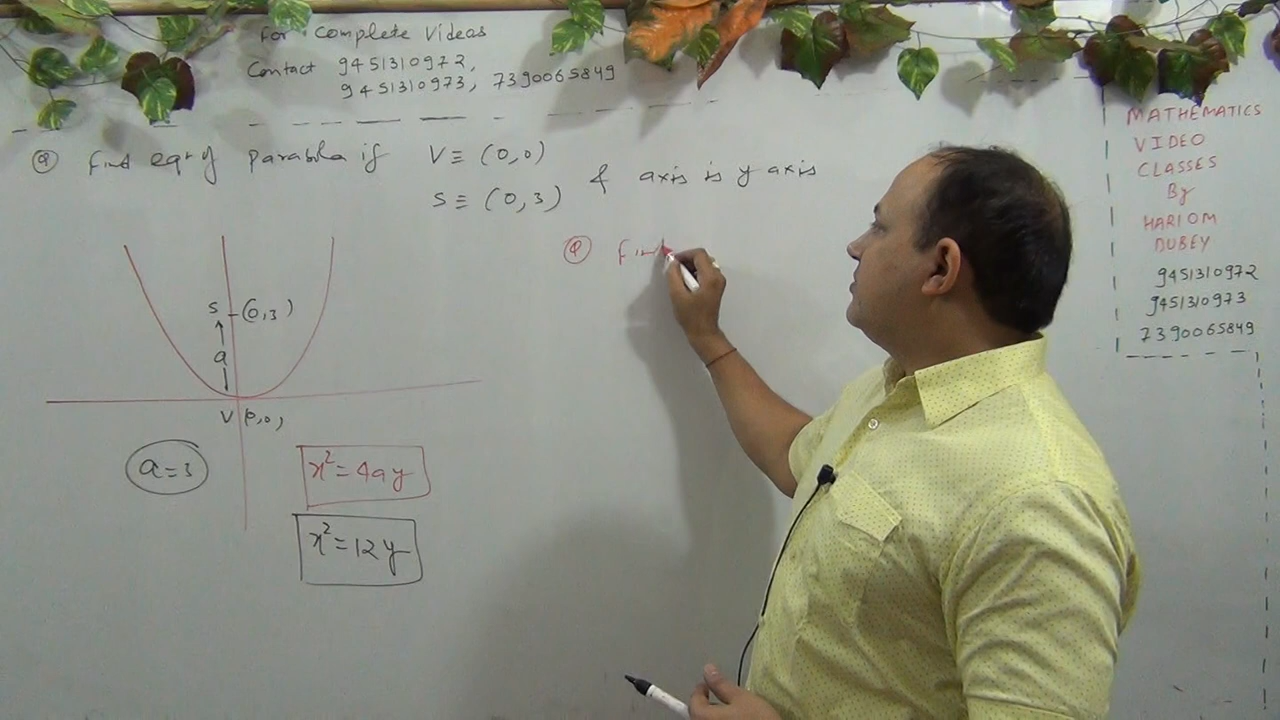 For Complete Videos
Contact 9451310972,
9451310973, 7390065849
Q Find eqn of parabola if V≡ (0,0)
S≡ (0,3) & axis is y axis
Q Fin
S (0,3)
a
V (0,0)
a=3
x²=4ay
x²=12y
MATHEMATICS
VIDEO
CLASSES
By
HARIOM
DUBEY
9451310972
9451310973
7390065849